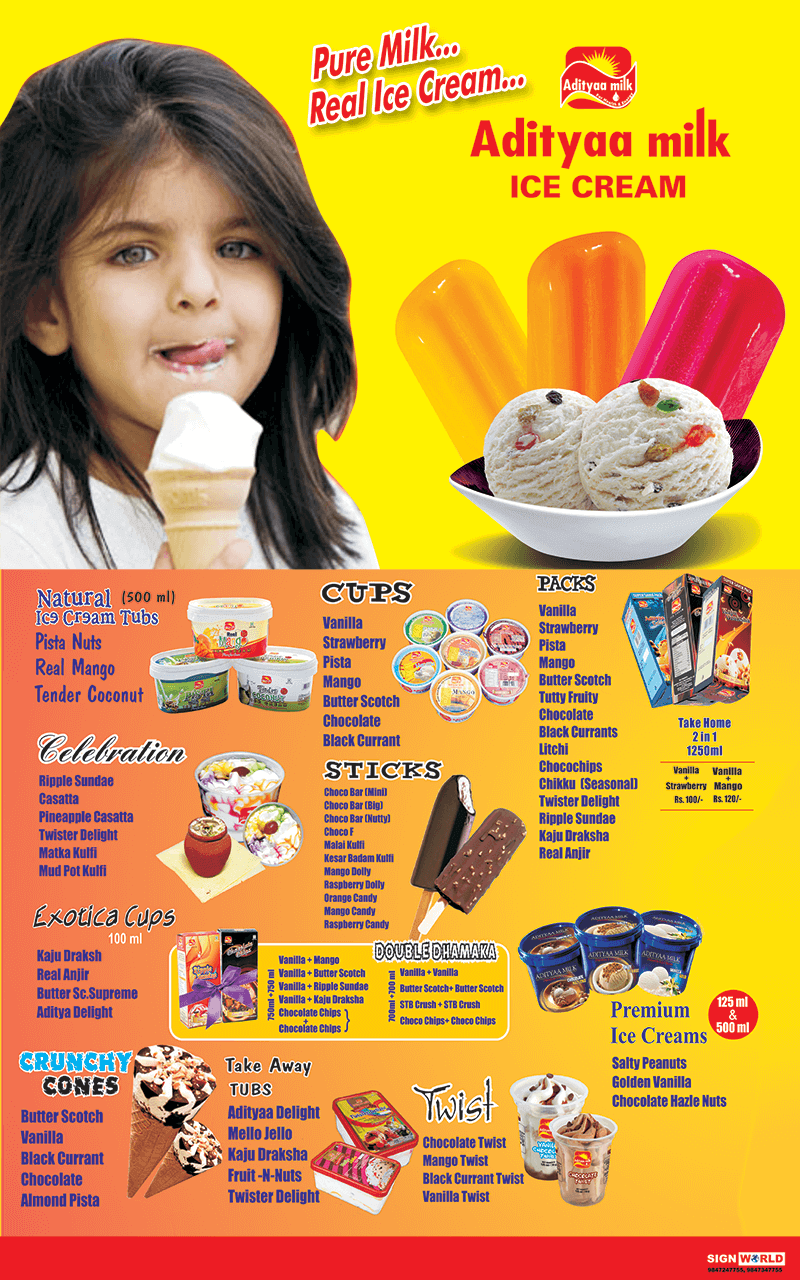 Pure Milk...
Real Ice Cream...
Adityaa milk
Adityaa milk
ICE CREAM
Natural (500 ml)
Ice Cream Tubs
Pista Nuts
Real Mango
Tender Coconut
Celebration
Ripple Sundae
Casatta
Pineapple Casatta
Twister Delight
Matka Kulfi
Mud Pot Kulfi
Exotica Cups
100 ml
Kaju Draksh
Real Anjir
Butter Sc.Supreme
Aditya Delight
CUPS
Vanilla
Strawberry
Pista
Mango
Butter Scotch
Chocolate
Black Currant
STICKS
Choco Bar (Mini)
Choco Bar (Big)
Choco Bar (Nutty)
Choco F
Malai Kulfi
Kesar Badam Kulfi
Mango Dolly
Raspberry Dolly
Orange Candy
Mango Candy
Raspberry Candy
PACKS
Vanilla
Strawberry
Pista
Mango
Butter Scotch
Tutty Fruity
Chocolate
Black Currants
Litchi
Chocochips
Chikku (Seasonal)
Twister Delight
Ripple Sundae
Kaju Draksha
Real Anjir
Take Home
2 in 1
1250ml
Vanilla
+
Strawberry
Rs. 100/-
Vanilla
+
Mango
Rs. 120/-
DOUBLE DHAMAKA
750ml +750 ml
Vanilla + Mango
Vanilla + Butter Scotch
Vanilla + Ripple Sundae
Vanilla + Kaju Draksha
Chocolate Chips
+
Chocolate Chips
700ml +700 ml
Vanilla + Vanilla
Butter Scotch+ Butter Scotch
STB Crush + STB Crush
Choco Chips+ Choco Chips
ADITYAA MILK
ADITYAA MILK
ADITYAA MILK
Premium
Ice Creams
125 ml
&
500 ml
Salty Peanuts
Golden Vanilla
Chocolate Hazle Nuts
CRUNCHY
CONES
Butter Scotch
Vanilla
Black Currant
Chocolate
Almond Pista
Take Away
TUBS
Adityaa Delight
Mello Jello
Kaju Draksha
Fruit -N-Nuts
Twister Delight
Twist
Chocolate Twist
Mango Twist
Black Currant Twist
Vanilla Twist
SIGN WORLD
9847247755, 9847347755